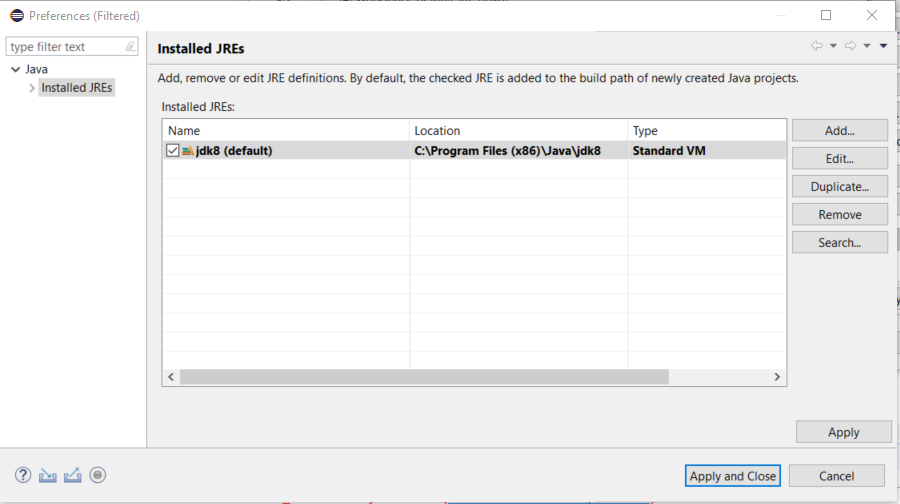 Preferences (Filtered)
type filter text
Java
Installed JREs
Installed JREs
Add, remove or edit JRE definitions. By default, the checked JRE is added to the build path of newly created Java projects.
Installed JREs:
Name Location Type
jdk8 (default) C:\Program Files (x86)\Java\jdk8 Standard VM
Add...
Edit...
Duplicate...
Remove
Search...
Apply
Apply and Close Cancel